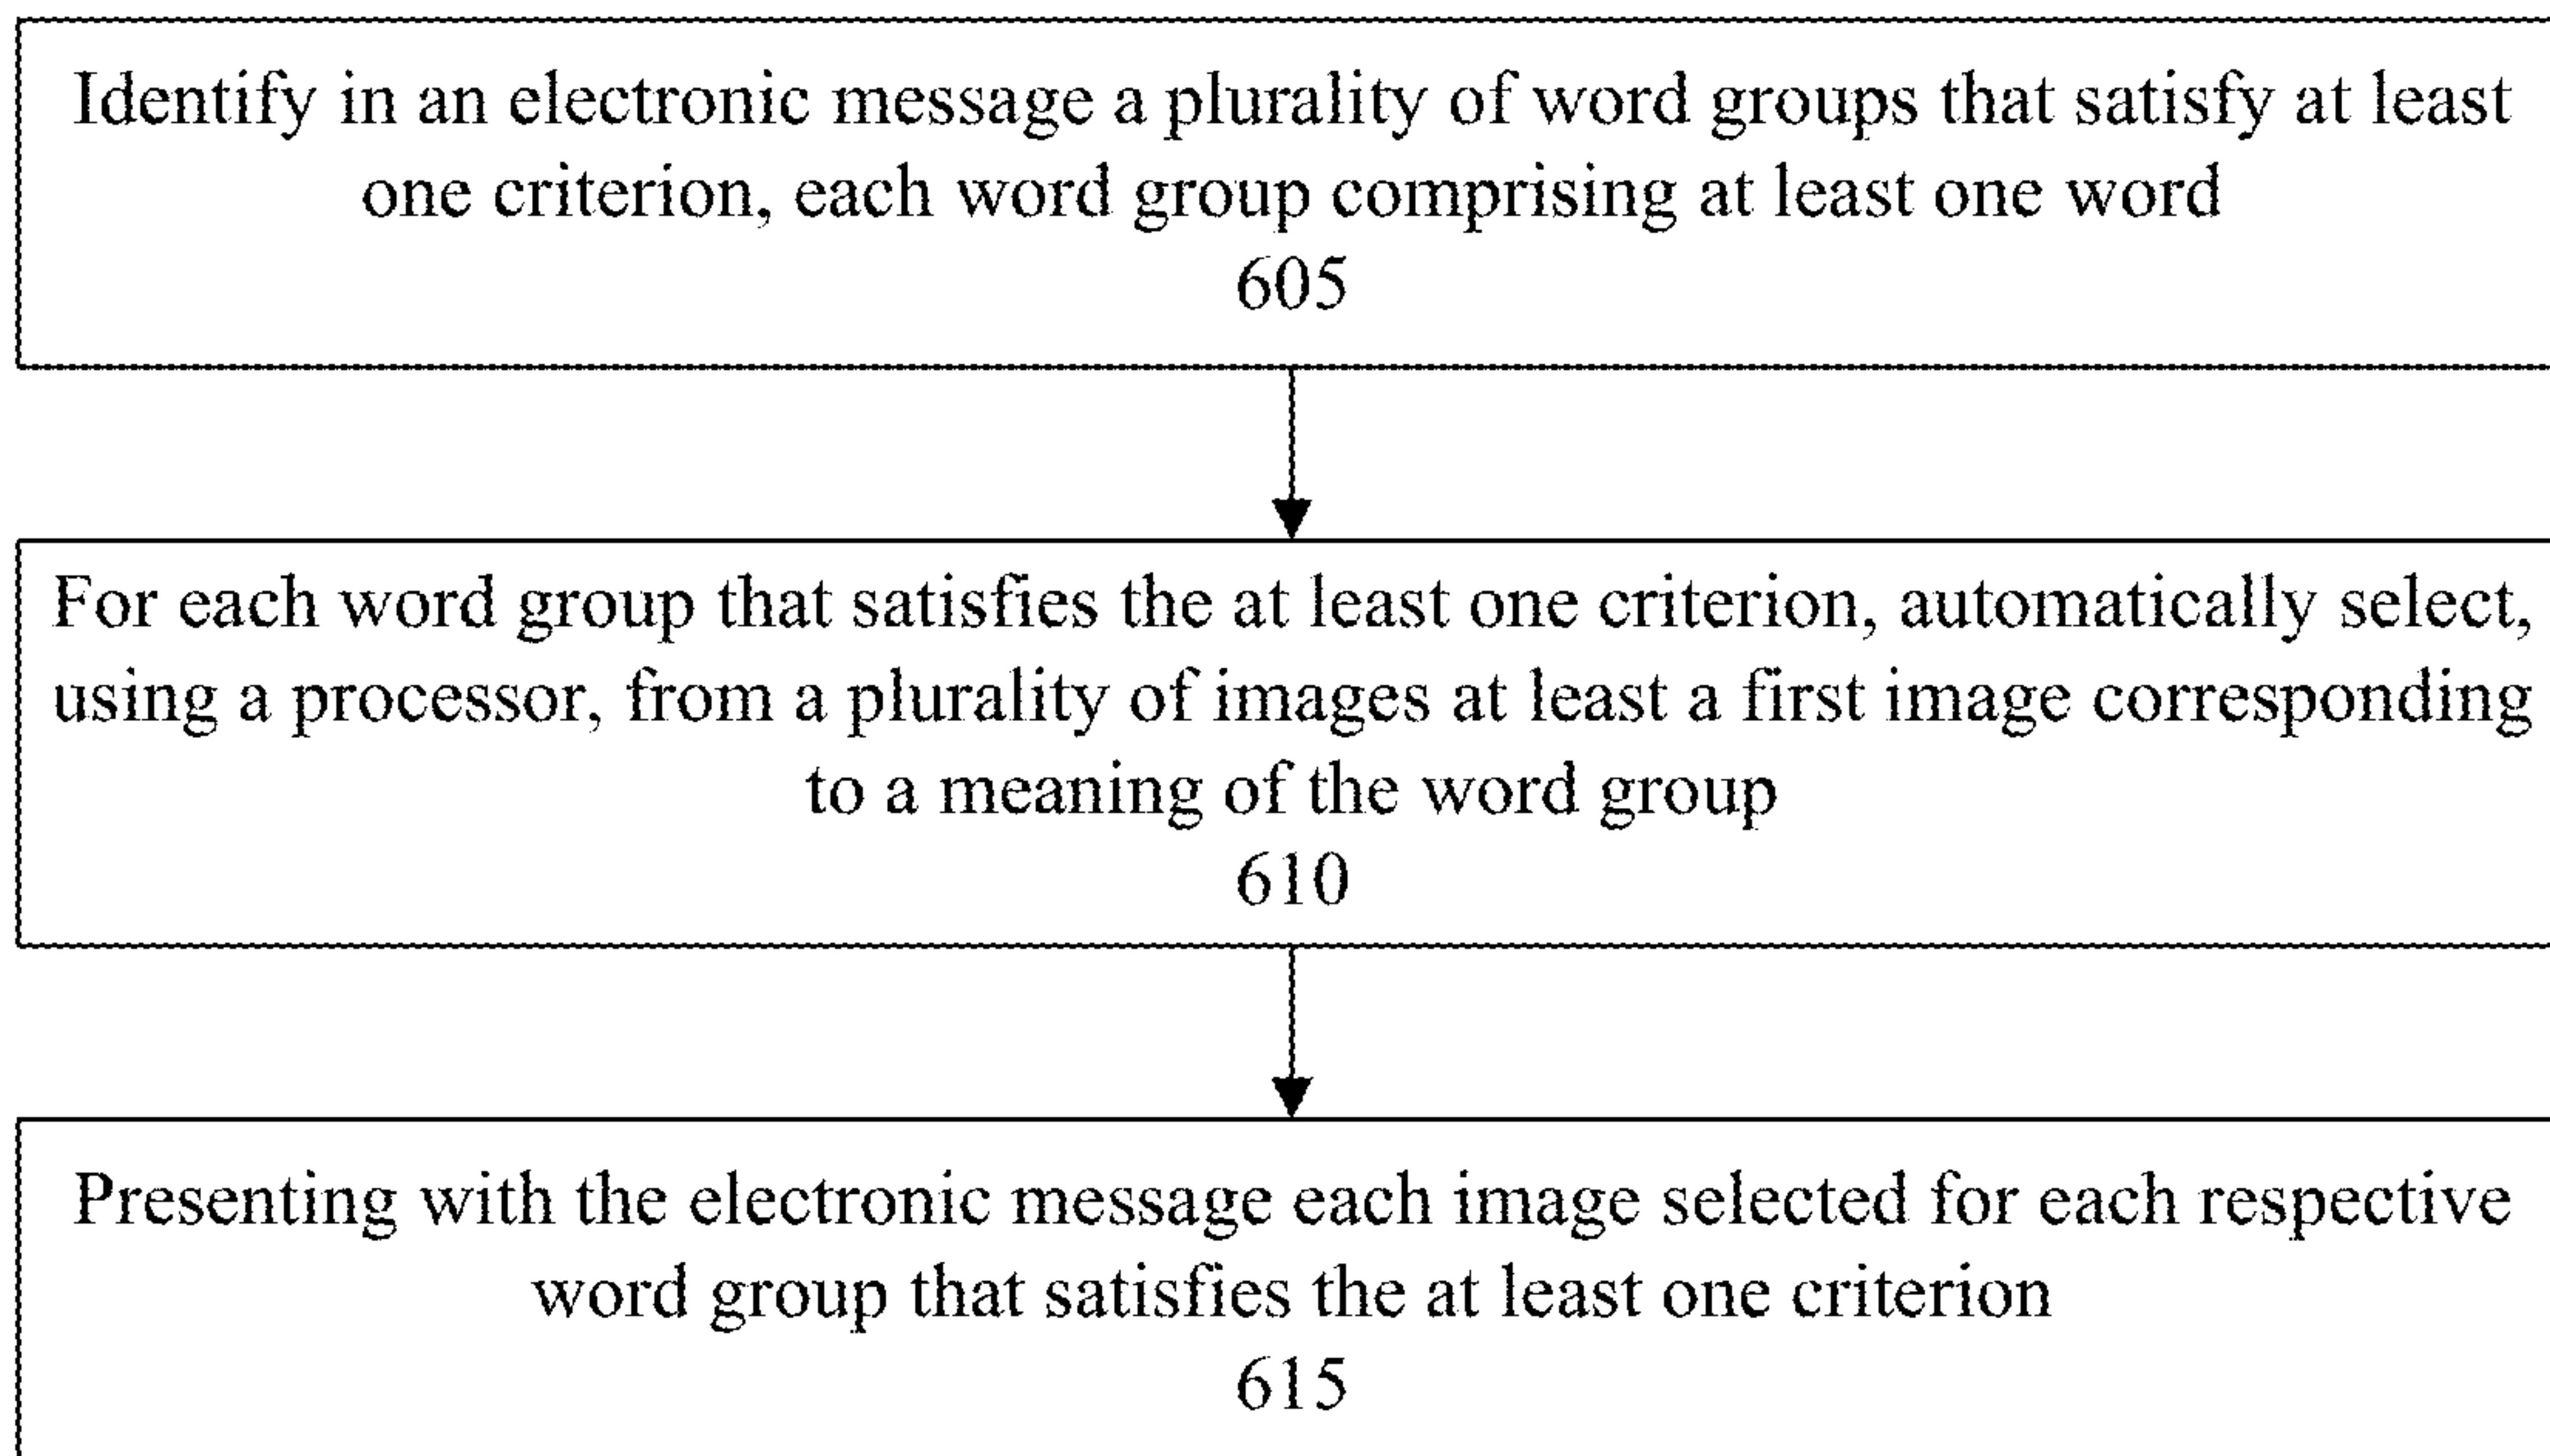 Identify in an electronic message a plurality of word groups that satisfy at least
one criterion, each word group comprising at least one word
605
For each word group that satisfies the at least one criterion, automatically select,
using a processor, from a plurality of images at least a first image corresponding
to a meaning of the word group
610
Presenting with the electronic message each image selected for each respective
word group that satisfies the at least one criterion
615